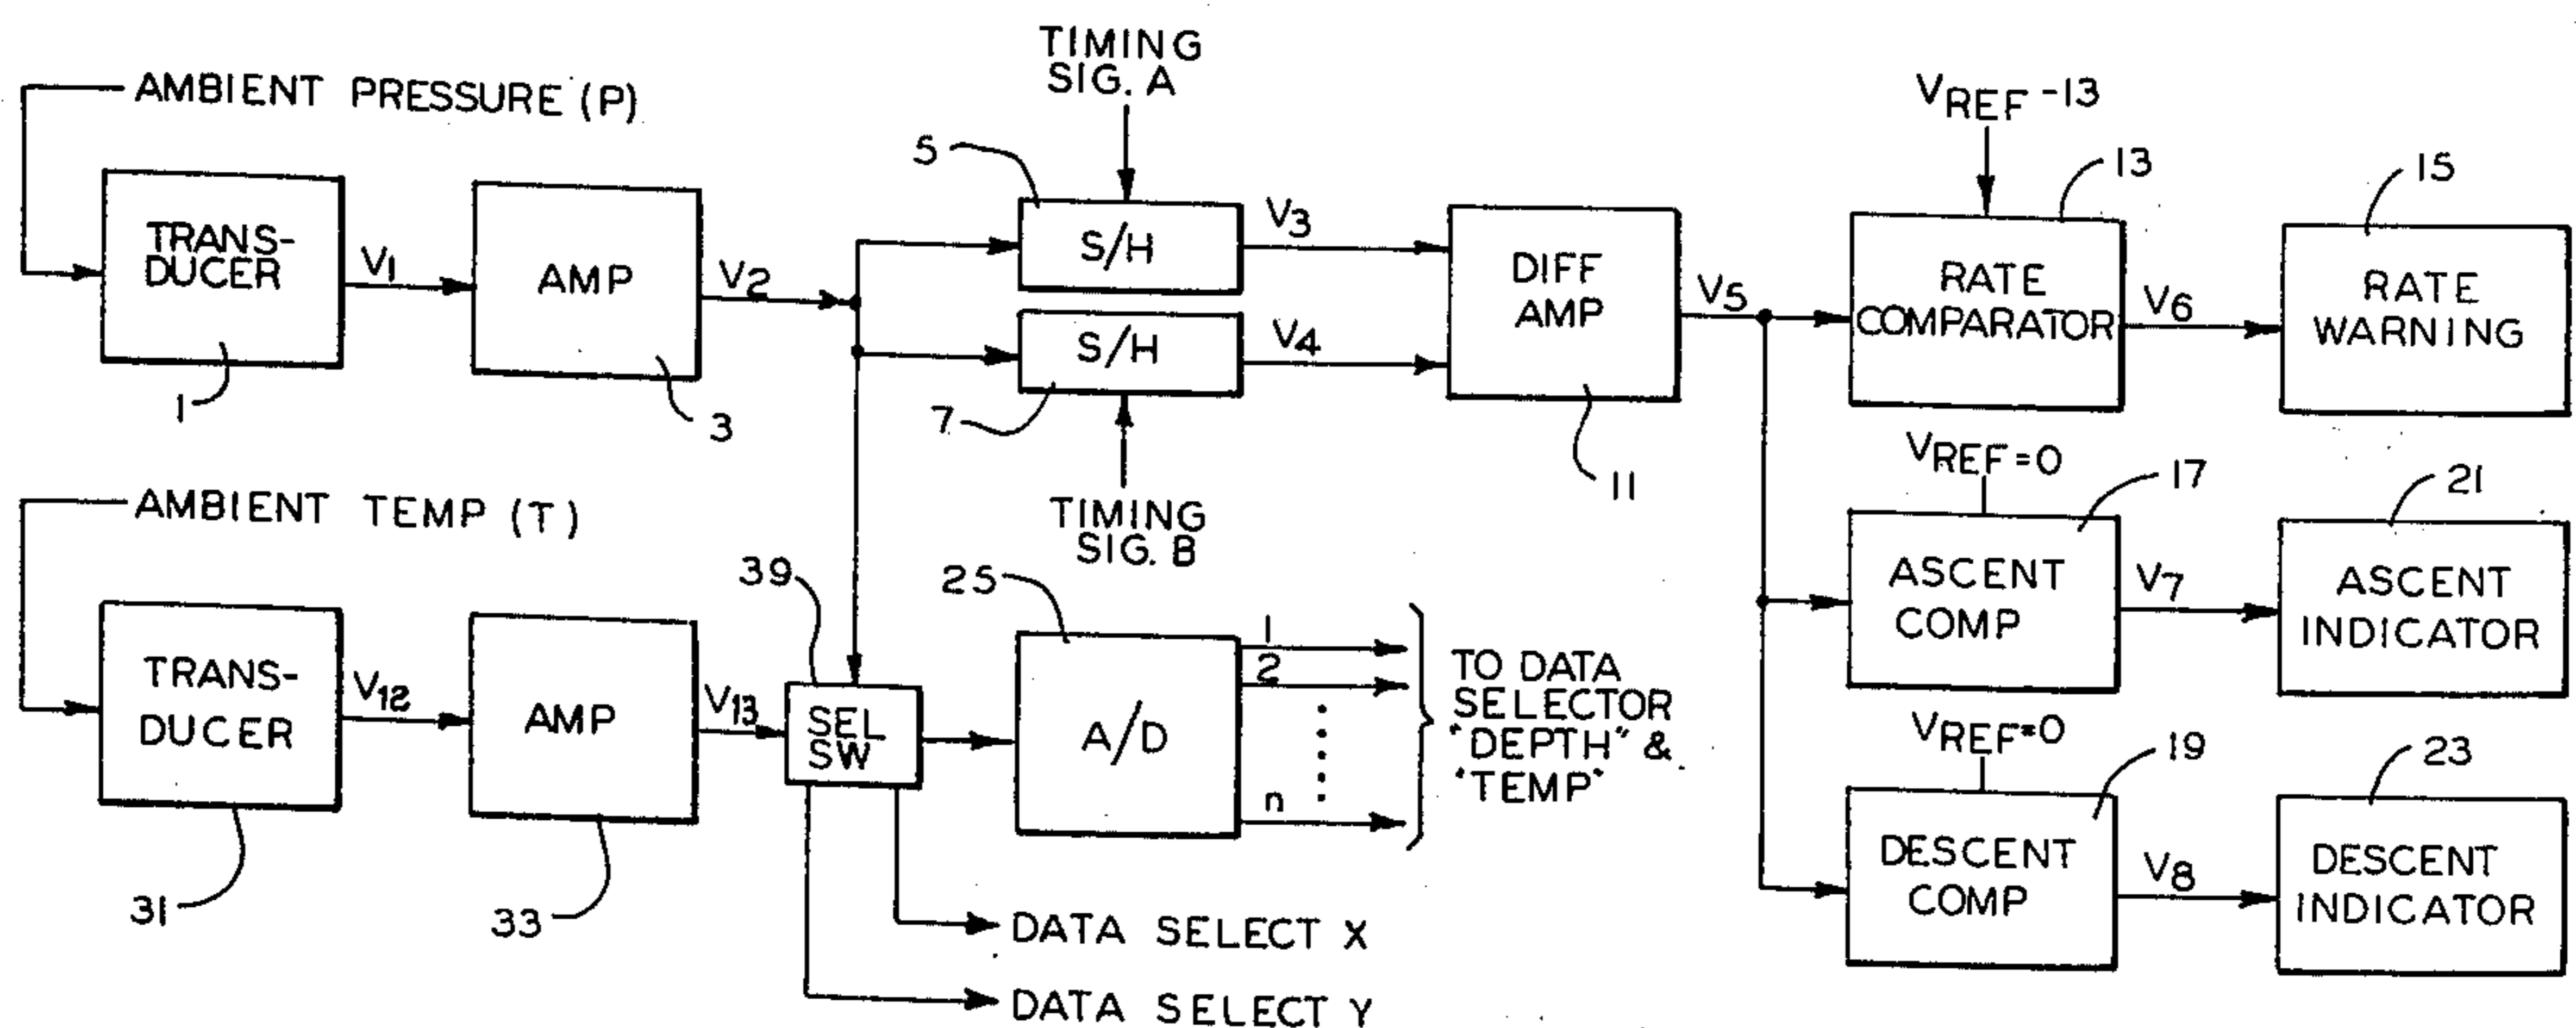 TIMING
SIG. A
AMBIENT PRESSURE (P)
VREF-13
5
13
15
TRANS-
DUCER
V1
AMP
V2
S/H
V3
DIFF
AMP
V5
RATE
COMPARATOR
V6
RATE
WARNING
S/H
V4
1
3
7
11
TIMING
SIG. B
AMBIENT TEMP (T)
VREF=0
17
21
39
25
ASCENT
COMP
V7
ASCENT
INDICATOR
TRANS-
DUCER
V12
AMP
V13
SEL
SW
A/D
1
2
n
TO DATA
SELECTOR
"DEPTH" &
"TEMP"
VREF=0
19
23
DESCENT
COMP
V8
DESCENT
INDICATOR
31
33
DATA SELECT X
DATA SELECT Y